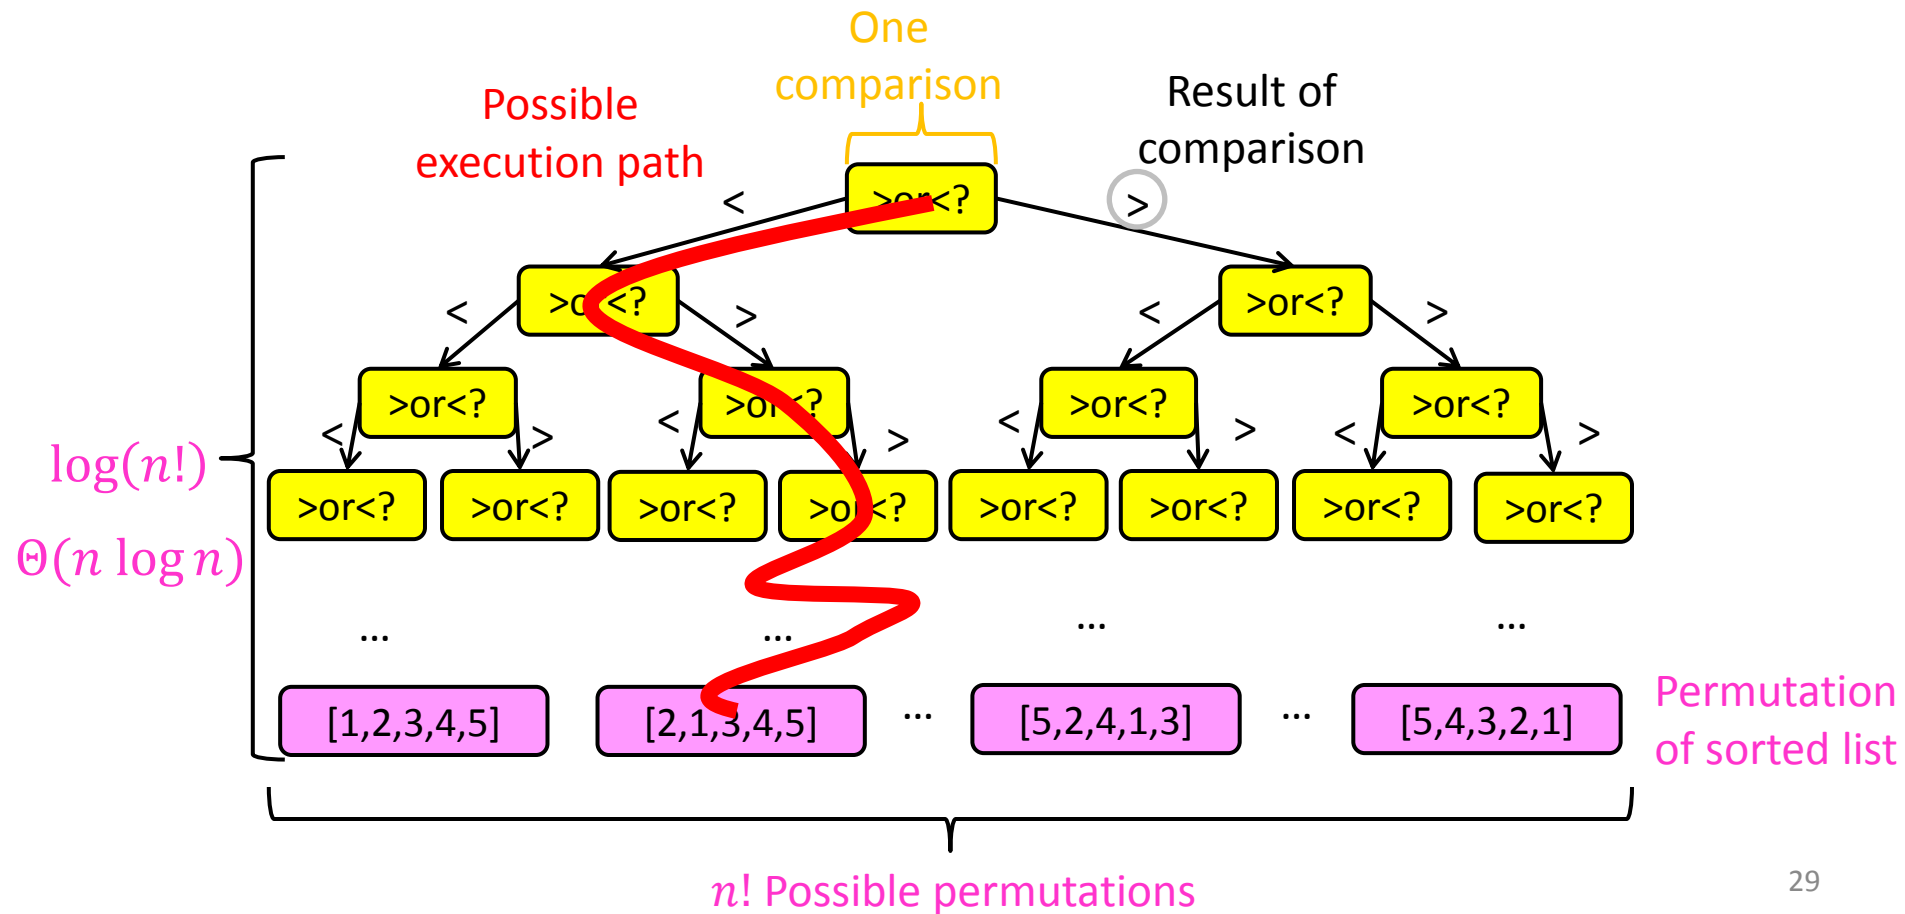 One
comparison
Possible
execution path
Result of
comparison
>or<?
<
>
>or<?
>or<?
<
>
<
>
>or<?
>or<?
>or<?
>or<?
<
>
<
>
<
>
<
>
>or<?
>or<?
>or<?
>or<?
>or<?
>or<?
>or<?
>or<?
log(n!)
Θ(n log n)
...
...
...
...
[1,2,3,4,5]
[2,1,3,4,5]
...
[5,2,4,1,3]
...
[5,4,3,2,1]
Permutation
of sorted list
n! Possible permutations
29